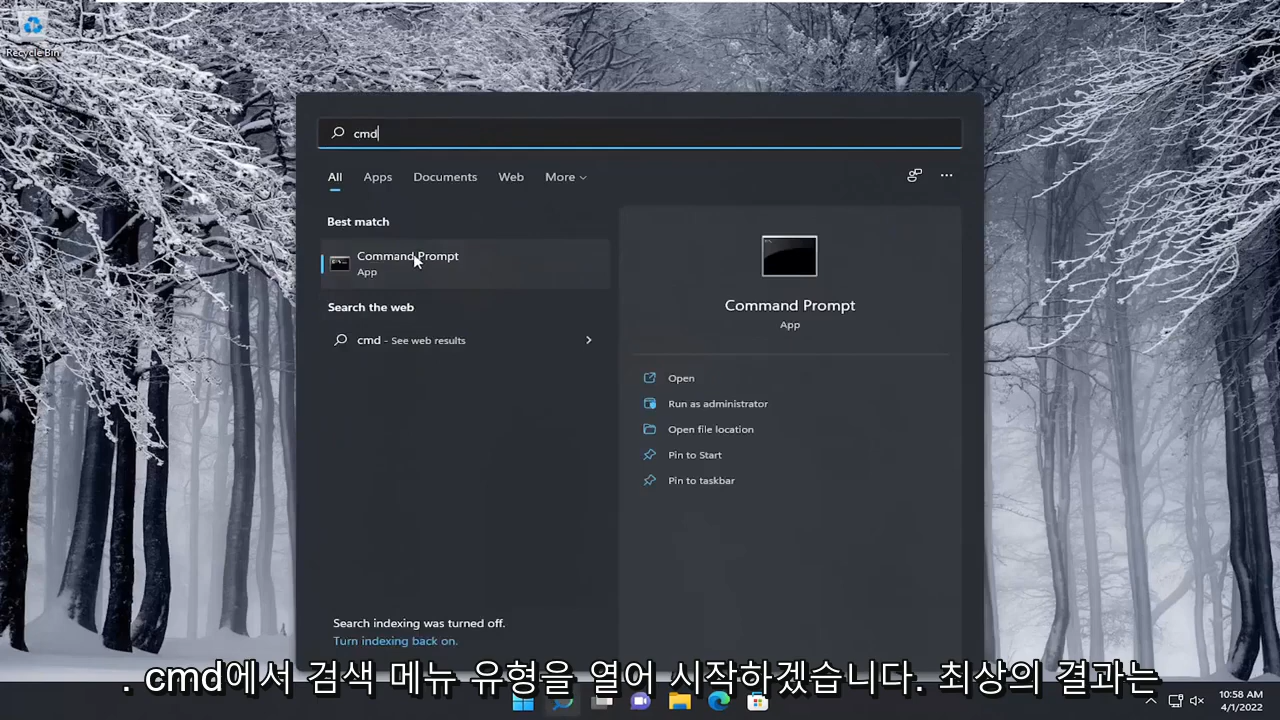 Recycle Bin
cmd
All Apps Documents Web More
Best match
Command Prompt
App
Search the web
cmd - See web results
Command Prompt
App
Open
Run as administrator
Open file location
Pin to Start
Pin to taskbar
Search indexing was turned off.
Turn indexing back on.
. cmd에서 검색 메뉴 유형을 열어 시작하겠습니다. 최상의 결과는
10:58 AM
4/1/2022